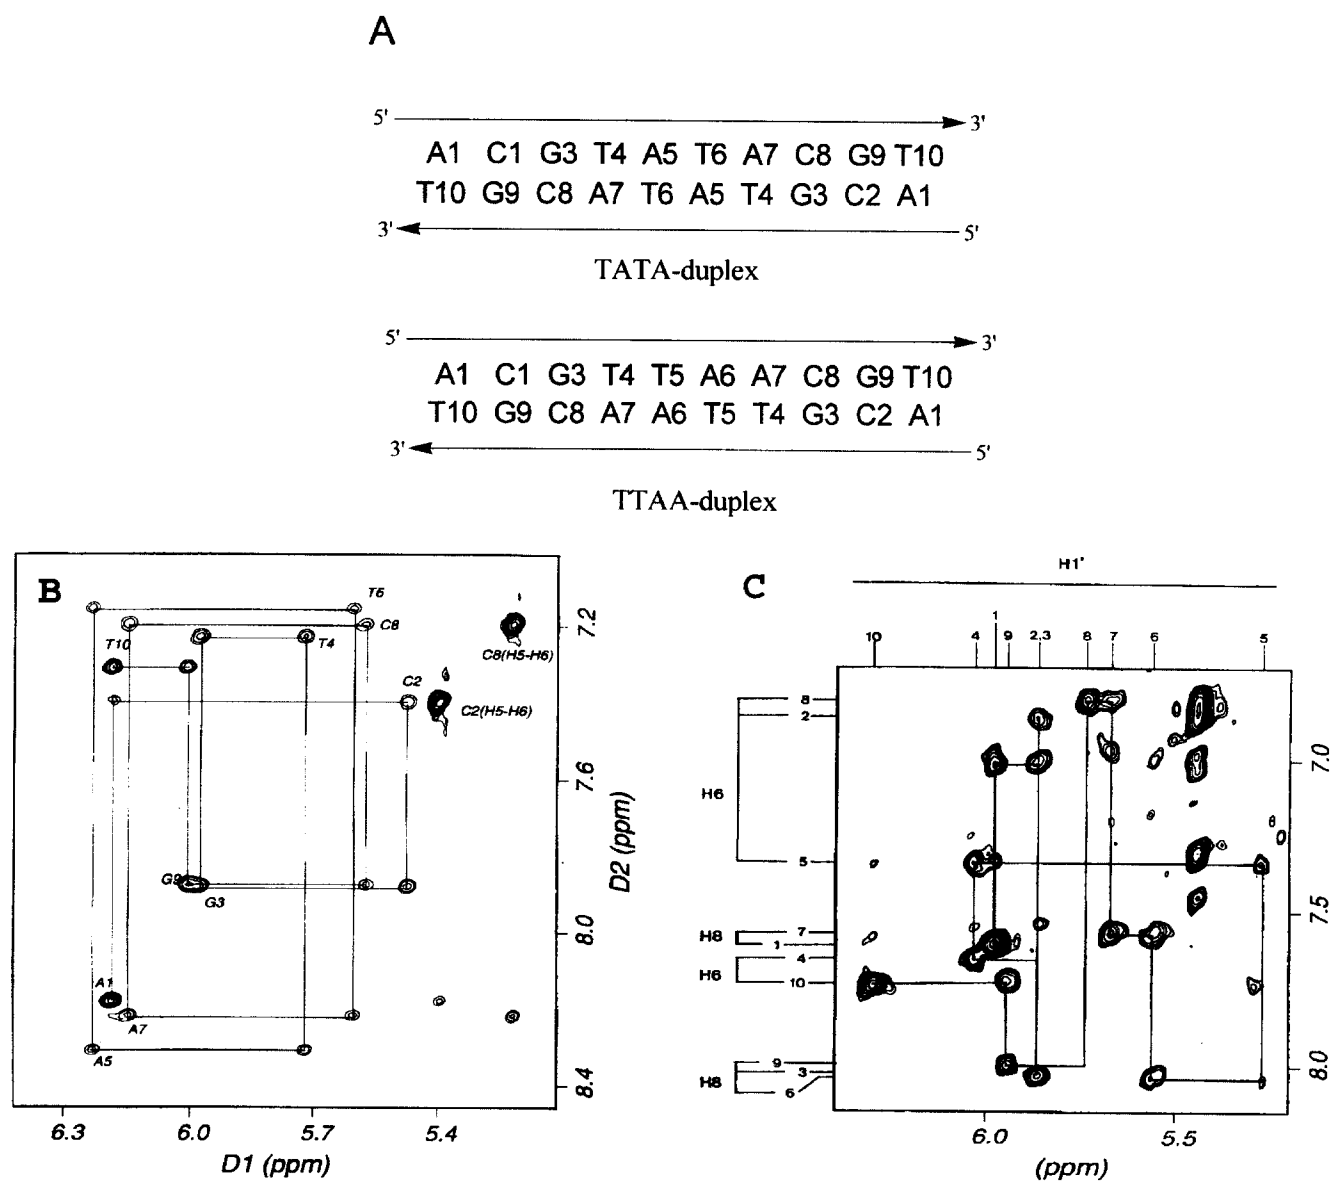 A
5' 3'
A1 C1 G3 T4 A5 T6 A7 C8 G9 T10
T10 G9 C8 A7 T6 A5 T4 G3 C2 A1
3' 5'
TATA-duplex
5' 3'
A1 C1 G3 T4 T5 A6 A7 C8 G9 T10
T10 G9 C8 A7 A6 T5 T4 G3 C2 A1
3' 5'
TTAA-duplex
B
T6
C8
T10
T4
C8(H5-H6)
C2
C2(H5-H6)
G9
G3
A1
A7
A5
7.2
7.6
8.0
8.4
D2 (ppm)
6.3 6.0 5.7 5.4
D1 (ppm)
C
H1'
10 4 1 9 2,3 8 7 6 5
8
2
H6
5
H8 7
1
4
H6
10
9
H8 3
6
7.0
7.5
8.0
6.0 5.5
(ppm)